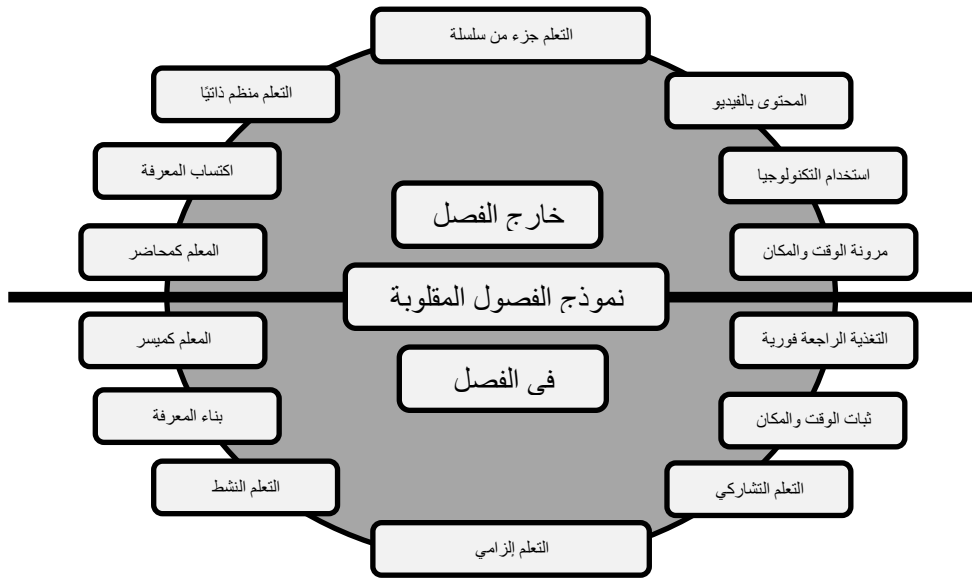 التعلم جزء من سلسلة
المحتوى بالفيديو
التعلم منظم ذاتيًا
استخدام التكنولوجيا
اكتساب المعرفة
خارج الفصل
مرونة الوقت والمكان
المعلم كمحاضر
نموذج الفصول المقلوبة
التغذية الراجعة فورية
المعلم كميسر
فى الفصل
ثبات الوقت والمكان
بناء المعرفة
التعلم التشاركي
التعلم النشط
التعلم إلزامي